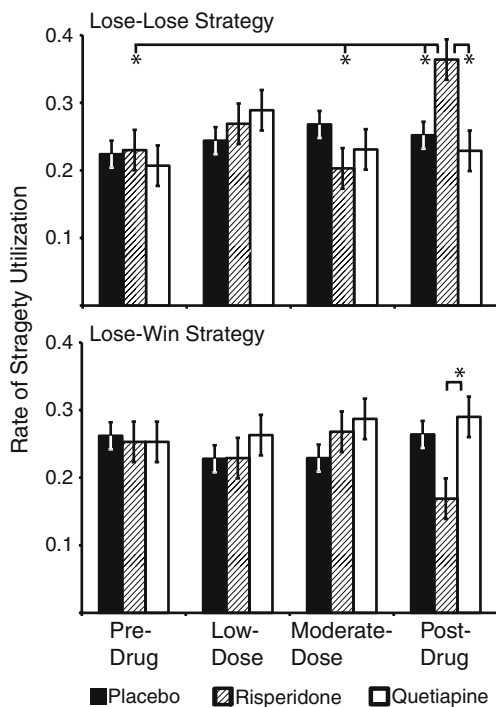 Lose-Lose Strategy
0.4
*
*
*
*
0.3
0.2
0.1
Rate of Stragety Utilization
Lose-Win Strategy
0.4
*
0.3
0.2
0.1
Pre-
Drug
Low-
Dose
Moderate-
Dose
Post-
Drug
Placebo Risperidone Quetiapine